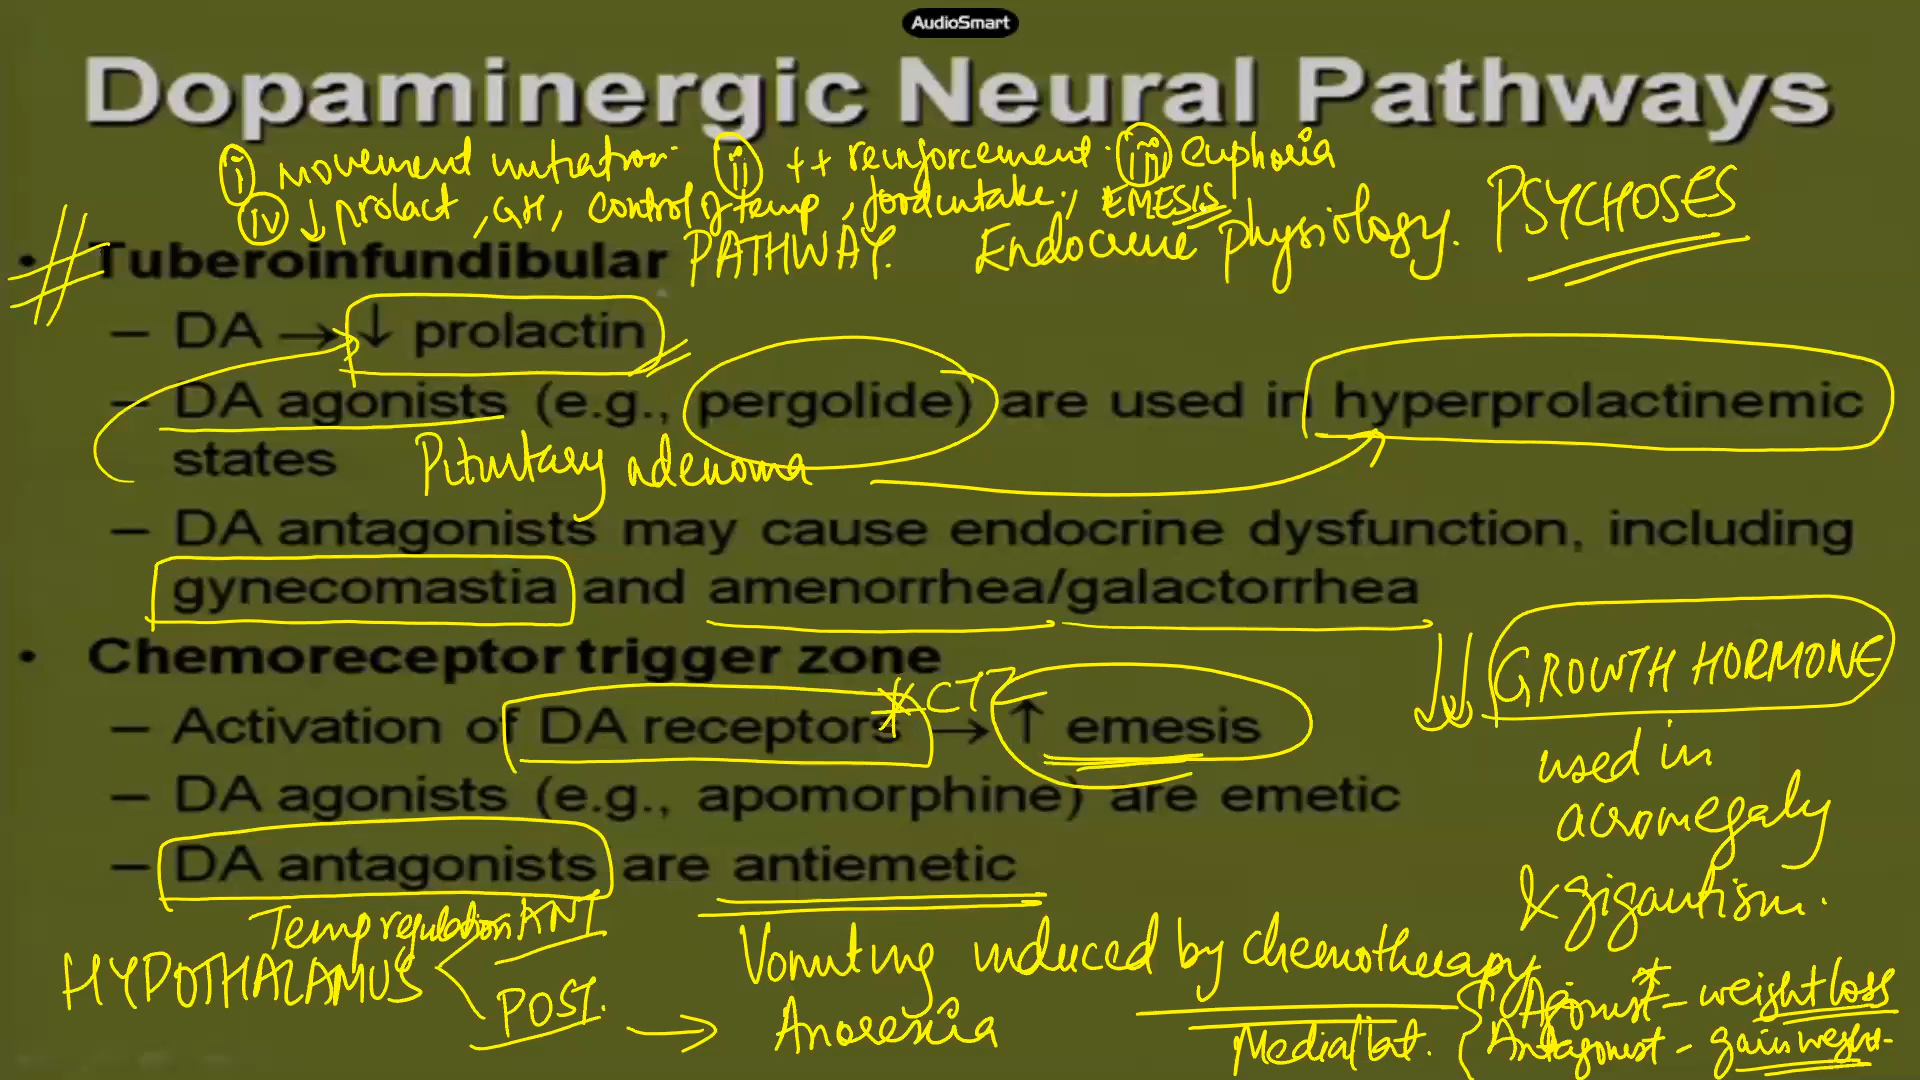 AudioSmart
Dopaminergic Neural Pathways
i movement initiation ii ++ reinforcement iii euphoria
iv ↓ prolact, GH, control of temp, food intake, EMESIS
PSYCHOSES
# • Tuberoinfundibular PATHWAY. Endocrine physiology.
– DA → ↓ prolactin
– DA agonists (e.g., pergolide) are used in hyperprolactinemic
states Pituitary adenoma
– DA antagonists may cause endocrine dysfunction, including
gynecomastia and amenorrhea/galactorrhea
↓↓ GROWTH HORMONE
used in
acromegaly
& gigantism.
• Chemoreceptor trigger zone
* CTZ
– Activation of DA receptors → ↑ emesis
– DA agonists (e.g., apomorphine) are emetic
– DA antagonists are antiemetic
Temp regulation ANT
HYPOTHALAMUS < POST. → Anorexia
Vomiting induced by chemotherapy
Medial/lat. { Agonist – weight loss
Antagonist – gain weight